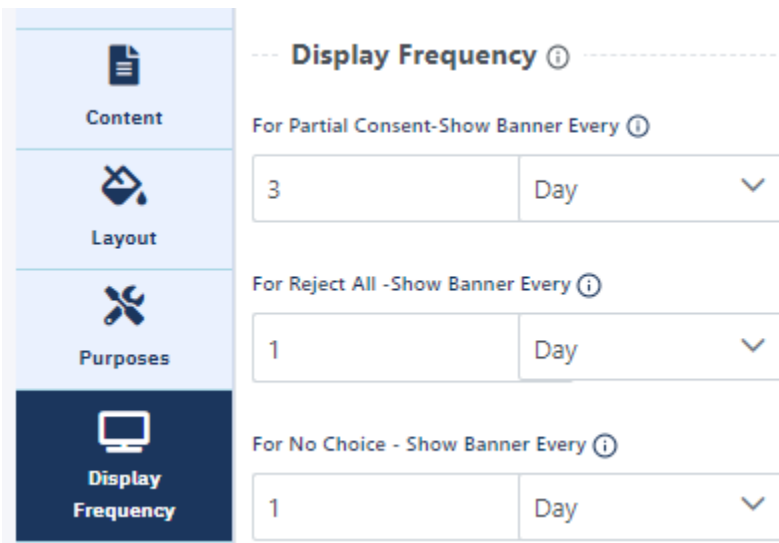 Content
Layout
Purposes
Display
Frequency
Display Frequency
For Partial Consent-Show Banner Every
3 Day
For Reject All -Show Banner Every
1 Day
For No Choice - Show Banner Every
1 Day